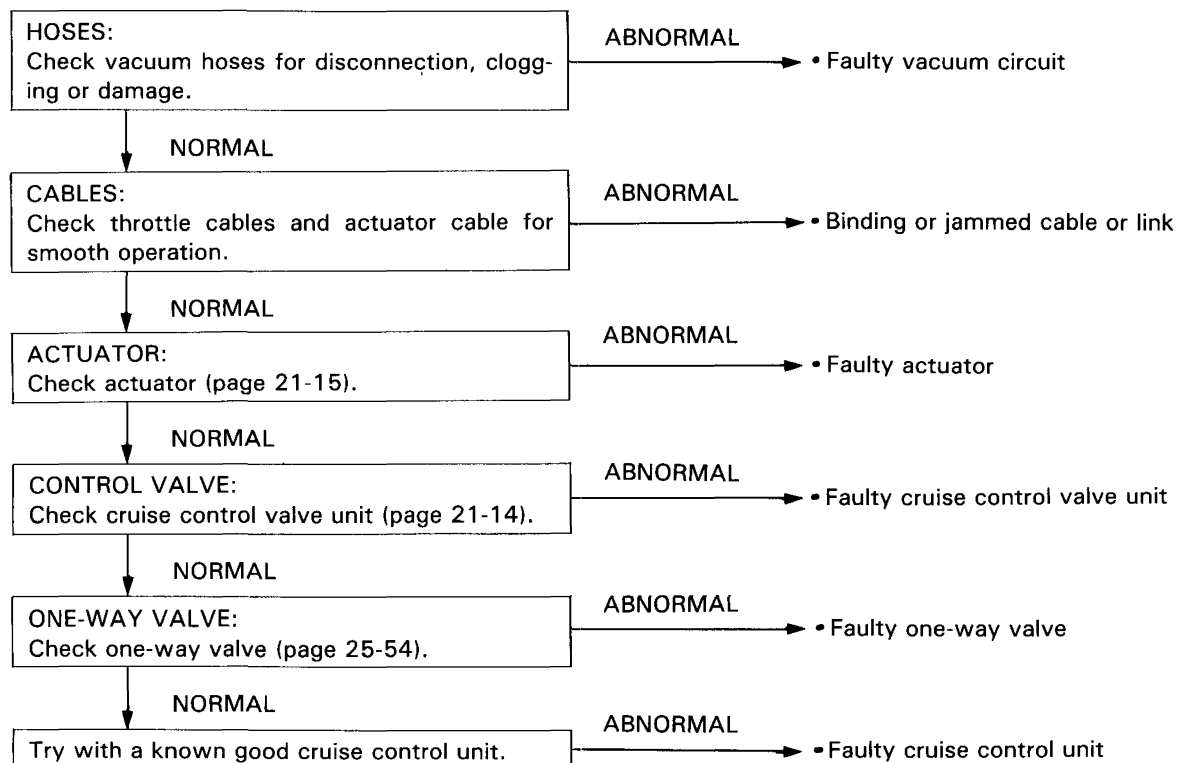 HOSES:
Check vacuum hoses for disconnection, clogg-
ing or damage.
ABNORMAL
• Faulty vacuum circuit
NORMAL
CABLES:
Check throttle cables and actuator cable for
smooth operation.
ABNORMAL
• Binding or jammed cable or link
NORMAL
ACTUATOR:
Check actuator (page 21-15).
ABNORMAL
• Faulty actuator
NORMAL
CONTROL VALVE:
Check cruise control valve unit (page 21-14).
ABNORMAL
• Faulty cruise control valve unit
NORMAL
ONE-WAY VALVE:
Check one-way valve (page 25-54).
ABNORMAL
• Faulty one-way valve
NORMAL
Try with a known good cruise control unit.
ABNORMAL
• Faulty cruise control unit